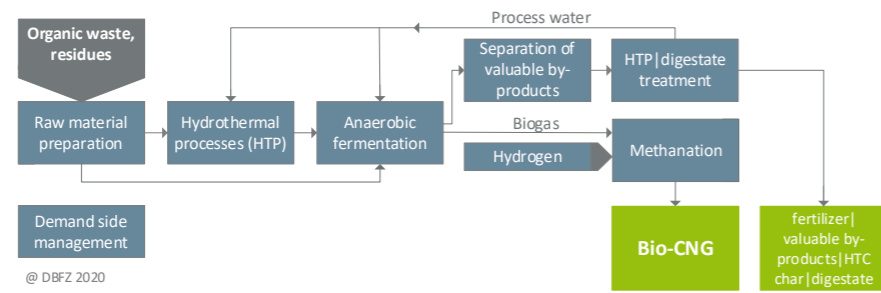 Process water
Organic waste,
residues
Separation of
valuable by-
products
HTP|digestate
treatment
Raw material
preparation
Hydrothermal
processes (HTP)
Anaerobic
fermentation
Biogas
Hydrogen
Methanation
Demand side
management
Bio-CNG
fertilizer|
valuable by-
products|HTC
char|digestate
@ DBFZ 2020